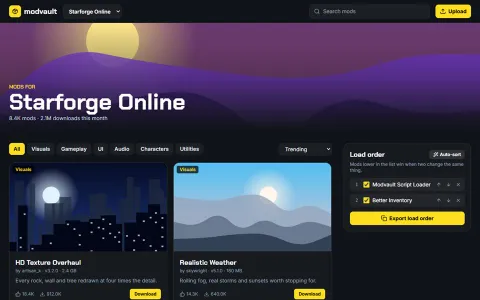 modvault
Starforge Online
Search mods
Upload
MODS FOR
Starforge Online
8.4K mods · 2.1M downloads this month
All
Visuals
Gameplay
UI
Audio
Characters
Utilities
Trending
Visuals
HD Texture Overhaul
by artisan_k · v3.2.0 · 2.4 GB
Every rock, wall and tree redrawn at four times the detail.
18.4K
912.0K
Download
Visuals
Realistic Weather
by skywright · v5.1.0 · 160 MB
Rolling fog, real storms and sunsets worth stopping for.
14.3K
640.0K
Download
Load order
Auto-sort
Mods lower in the list win when two change the same thing.
1
Modvault Script Loader
2
Better Inventory
Export load order